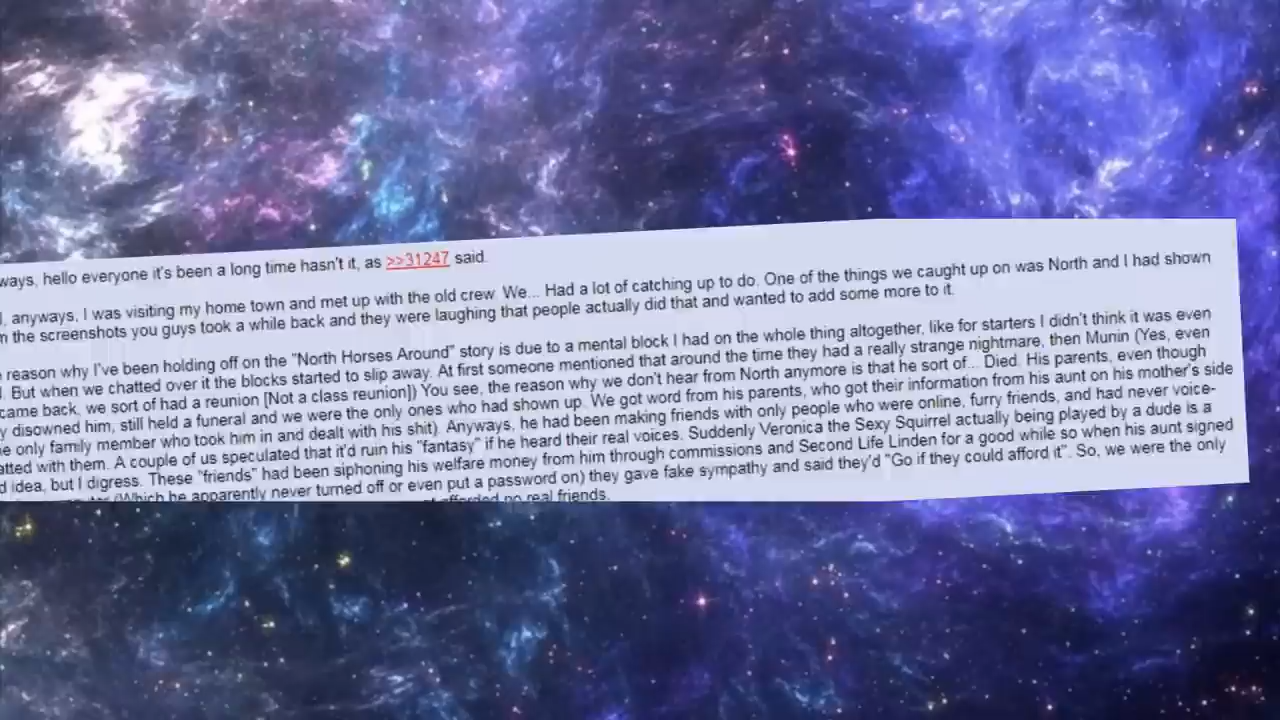 ways, hello everyone it's been a long time hasn't it, as >>31247 said.
l, anyways, I was visiting my home town and met up with the old crew. We... Had a lot of catching up to do. One of the things we caught up on was North and I had shown
m the screenshots you guys took a while back and they were laughing that people actually did that and wanted to add some more to it.
e reason why I've been holding off on the "North Horses Around" story is due to a mental block I had on the whole thing altogether, like for starters I didn't think it was even
l. But when we chatted over it the blocks started to slip away. At first someone mentioned that around the time they had a really strange nightmare, then Munin (Yes, even
came back, we sort of had a reunion [Not a class reunion]) You see, the reason why we don't hear from North anymore is that he sort of... Died. His parents, even though
y disowned him, still held a funeral and we were the only ones who had shown up. We got word from his parents, who got their information from his aunt on his mother's side
e only family member who took him in and dealt with his shit). Anyways, he had been making friends with only people who were online, furry friends, and had never voice-
atted with them. A couple of us speculated that it'd ruin his "fantasy" if he heard their real voices. Suddenly Veronica the Sexy Squirrel actually being played by a dude is a
d idea, but I digress. These "friends" had been siphoning his welfare money from him through commissions and Second Life Linden for a good while so when his aunt signed
(Which he apparently never turned off or even put a password on) they gave fake sympathy and said they'd "Go if they could afford it". So, we were the only
afforded no real friends.